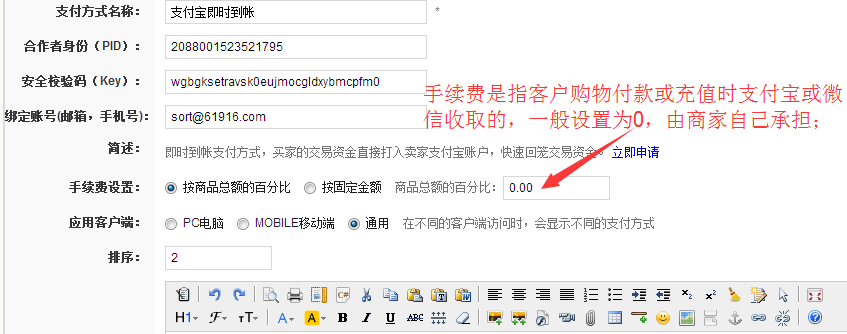 支付方式名称： 支付宝即时到帐 *
合作者身份（PID）： 2088001523521795
安全校验码（Key）： wgbgksetravsk0eujmocgldxybmcpfm0
手续费是指客户购物付款或充值时支付宝或微
绑定账号(邮箱，手机号)： sort@61916.com
信收取的，一般设置为0，由商家自己承担；
简述： 即时到帐支付方式，买家的交易资金直接打入卖家支付宝账户，快速回笼交易资金。 立即申请
手续费设置： 按商品总额的百分比 按固定金额 商品总额的百分比： 0.00
应用客户端： PC电脑 MOBILE移动端 通用 在不同的客户端访问时，会显示不同的支付方式
排序： 2
H1 F тT A A B I U ABC